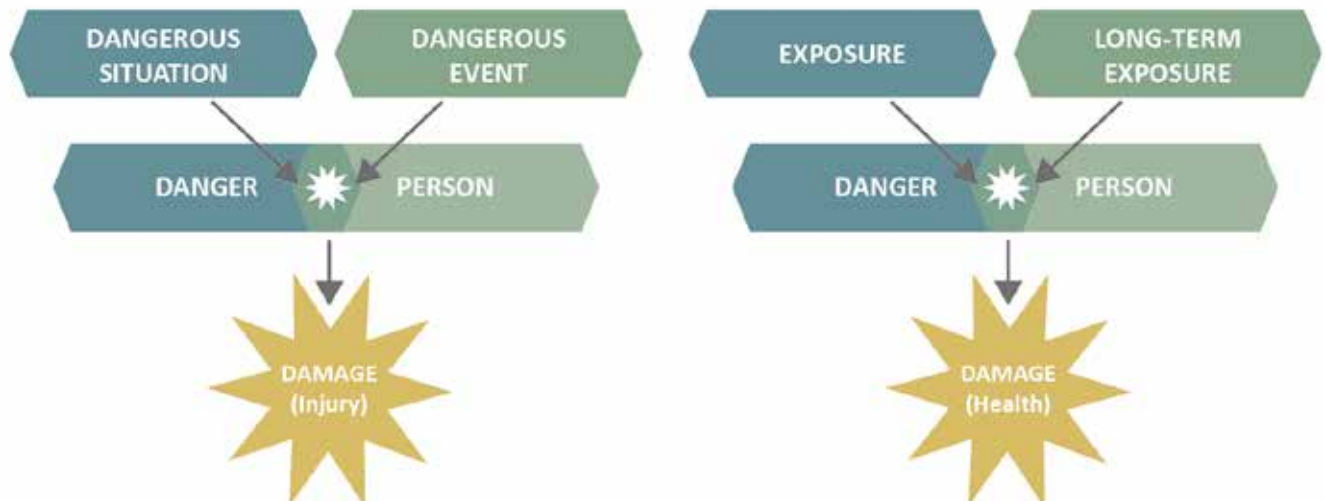 DANGEROUS
SITUATION
DANGEROUS
EVENT
DANGER
PERSON
DAMAGE
(Injury)
EXPOSURE
LONG-TERM
EXPOSURE
DANGER
PERSON
DAMAGE
(Health)